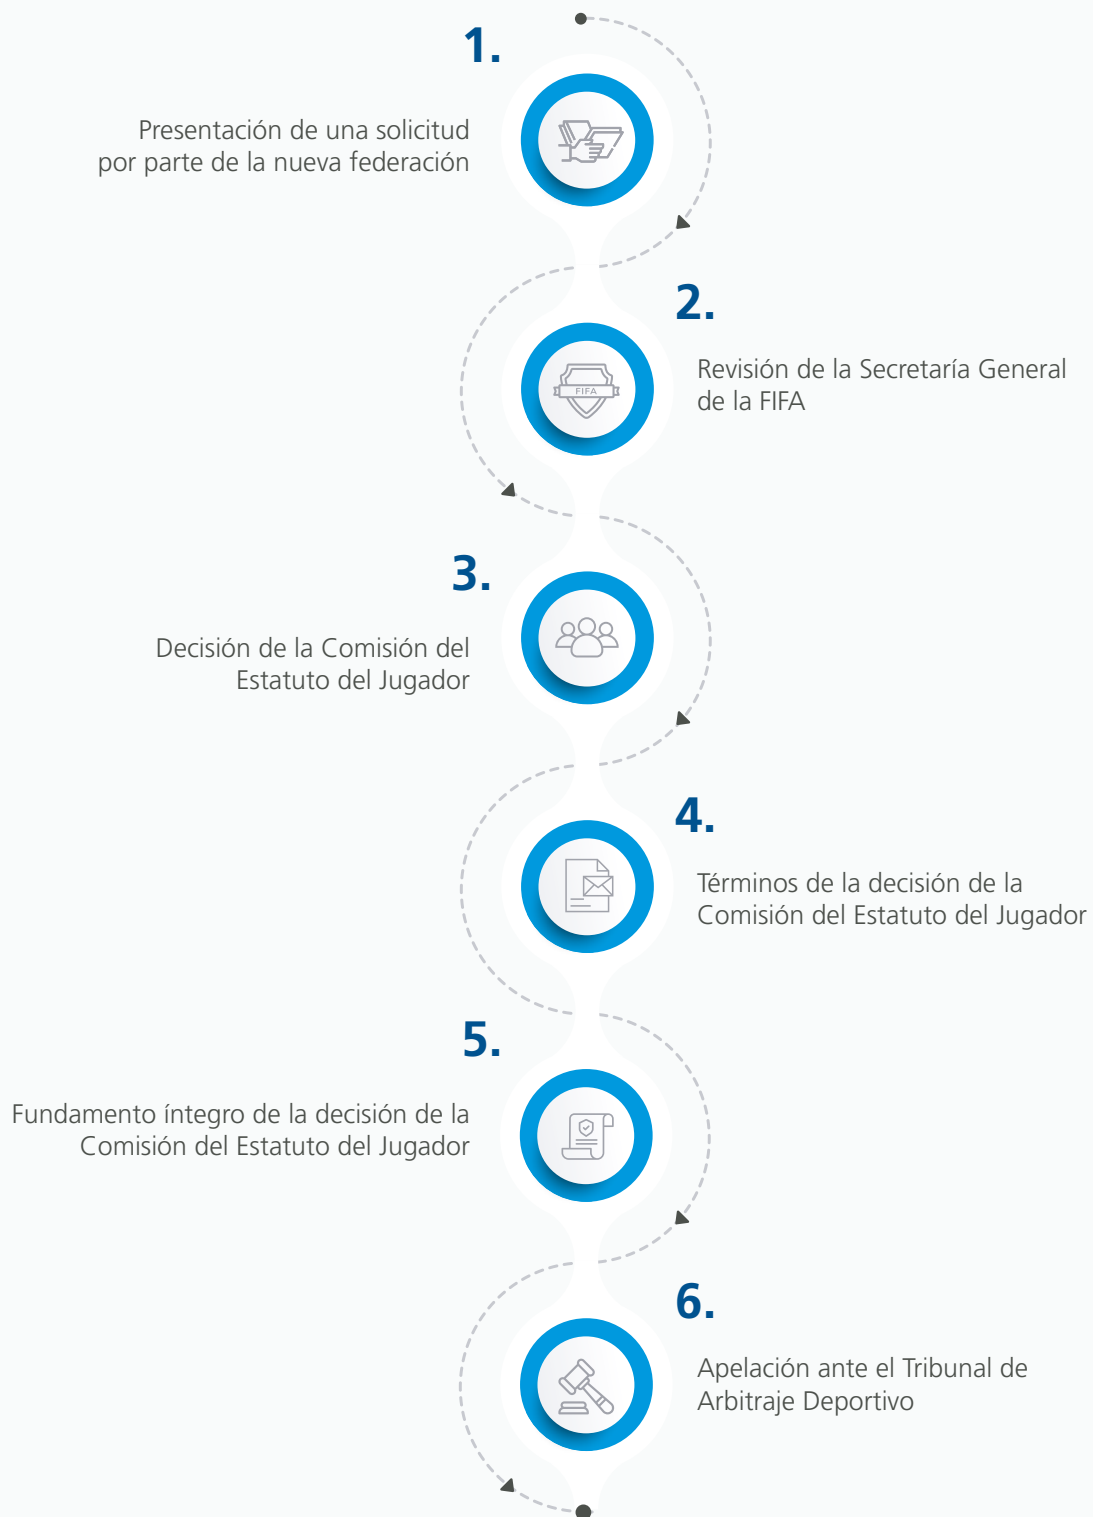 1.
Presentación de una solicitud
por parte de la nueva federación
2.
FIFA
Revisión de la Secretaría General
de la FIFA
3.
Decisión de la Comisión del
Estatuto del Jugador
4.
Términos de la decisión de la
Comisión del Estatuto del Jugador
5.
Fundamento íntegro de la decisión de la
Comisión del Estatuto del Jugador
6.
Apelación ante el Tribunal de
Arbitraje Deportivo